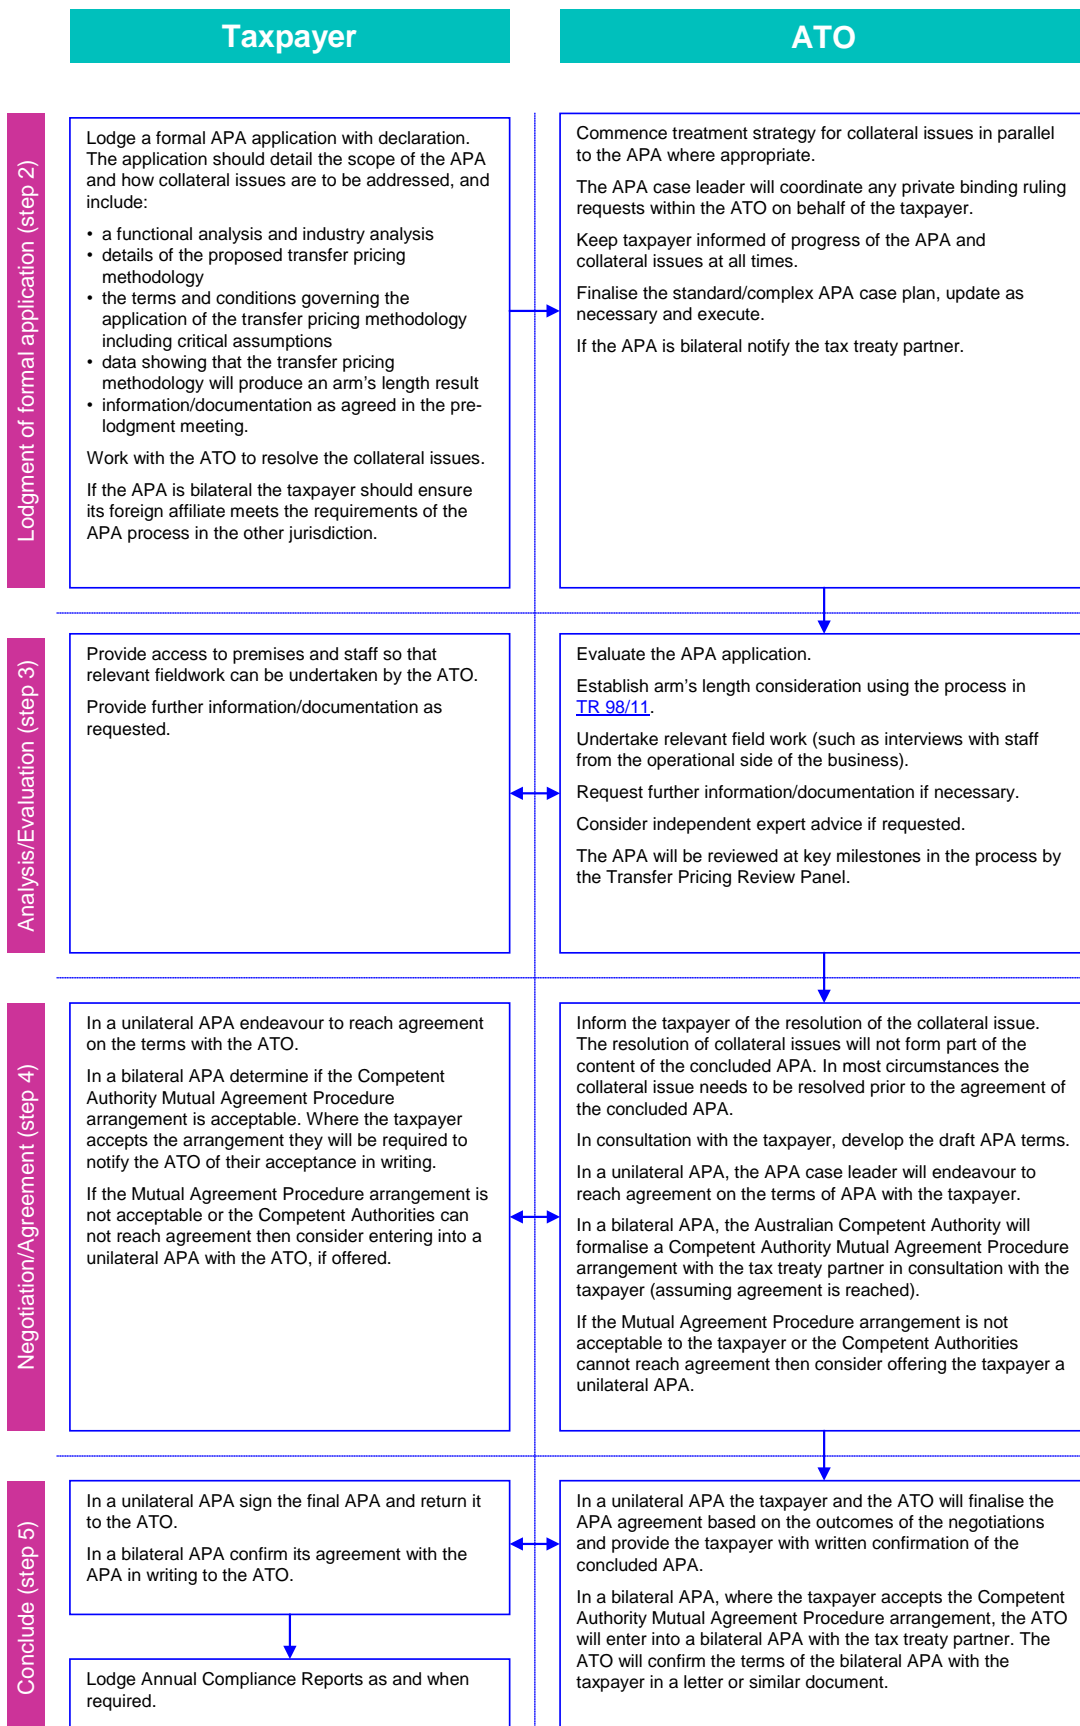 Taxpayer
ATO
Lodgment of formal application (step 2)
Lodge a formal APA application with declaration.
The application should detail the scope of the APA
and how collateral issues are to be addressed, and
include:
• a functional analysis and industry analysis
• details of the proposed transfer pricing
methodology
• the terms and conditions governing the
application of the transfer pricing methodology
including critical assumptions
• data showing that the transfer pricing
methodology will produce an arm's length result
• information/documentation as agreed in the pre-
lodgment meeting.
Work with the ATO to resolve the collateral issues.
If the APA is bilateral the taxpayer should ensure
its foreign affiliate meets the requirements of the
APA process in the other jurisdiction.
Commence treatment strategy for collateral issues in parallel
to the APA where appropriate.
The APA case leader will coordinate any private binding ruling
requests within the ATO on behalf of the taxpayer.
Keep taxpayer informed of progress of the APA and
collateral issues at all times.
Finalise the standard/complex APA case plan, update as
necessary and execute.
If the APA is bilateral notify the tax treaty partner.
Analysis/Evaluation (step 3)
Provide access to premises and staff so that
relevant fieldwork can be undertaken by the ATO.
Provide further information/documentation as
requested.
Evaluate the APA application.
Establish arm's length consideration using the process in
TR 98/11.
Undertake relevant field work (such as interviews with staff
from the operational side of the business).
Request further information/documentation if necessary.
Consider independent expert advice if requested.
The APA will be reviewed at key milestones in the process by
the Transfer Pricing Review Panel.
Negotiation/Agreement (step 4)
In a unilateral APA endeavour to reach agreement
on the terms with the ATO.
In a bilateral APA determine if the Competent
Authority Mutual Agreement Procedure
arrangement is acceptable. Where the taxpayer
accepts the arrangement they will be required to
notify the ATO of their acceptance in writing.
If the Mutual Agreement Procedure arrangement is
not acceptable or the Competent Authorities can
not reach agreement then consider entering into a
unilateral APA with the ATO, if offered.
Inform the taxpayer of the resolution of the collateral issue.
The resolution of collateral issues will not form part of the
content of the concluded APA. In most circumstances the
collateral issue needs to be resolved prior to the agreement of
the concluded APA.
In consultation with the taxpayer, develop the draft APA terms.
In a unilateral APA, the APA case leader will endeavour to
reach agreement on the terms of APA with the taxpayer.
In a bilateral APA, the Australian Competent Authority will
formalise a Competent Authority Mutual Agreement Procedure
arrangement with the tax treaty partner in consultation with the
taxpayer (assuming agreement is reached).
If the Mutual Agreement Procedure arrangement is not
acceptable to the taxpayer or the Competent Authorities
cannot reach agreement then consider offering the taxpayer a
unilateral APA.
Conclude (step 5)
In a unilateral APA sign the final APA and return it
to the ATO.
In a bilateral APA confirm its agreement with the
APA in writing to the ATO.
Lodge Annual Compliance Reports as and when
required.
In a unilateral APA the taxpayer and the ATO will finalise the
APA agreement based on the outcomes of the negotiations
and provide the taxpayer with written confirmation of the
concluded APA.
In a bilateral APA, where the taxpayer accepts the Competent
Authority Mutual Agreement Procedure arrangement, the ATO
will enter into a bilateral APA with the tax treaty partner. The
ATO will confirm the terms of the bilateral APA with the
taxpayer in a letter or similar document.